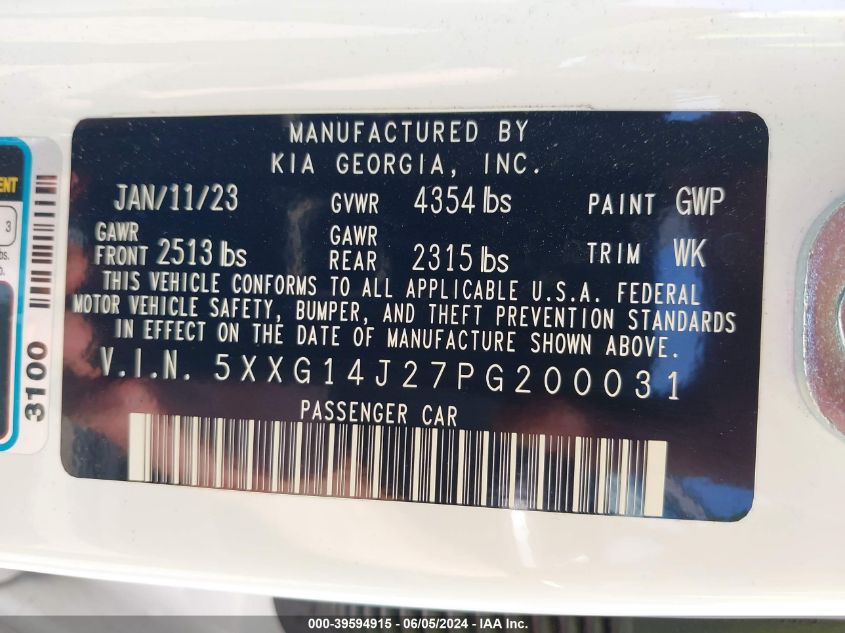 MANUFACTURED BY
KIA GEORGIA, INC.
JAN/11/23 GVWR 4354 lbs PAINT GWP
GAWR FRONT 2513 lbs GAWR REAR 2315 lbs TRIM WK
THIS VEHICLE CONFORMS TO ALL APPLICABLE U.S.A. FEDERAL
MOTOR VEHICLE SAFETY, BUMPER, AND THEFT PREVENTION STANDARDS
IN EFFECT ON THE DATE OF MANUFACTURE SHOWN ABOVE.
V.I.N. 5XXG14J27PG200031
PASSENGER CAR
3100
3
000-39594915 - 06/05/2024 - IAA Inc.